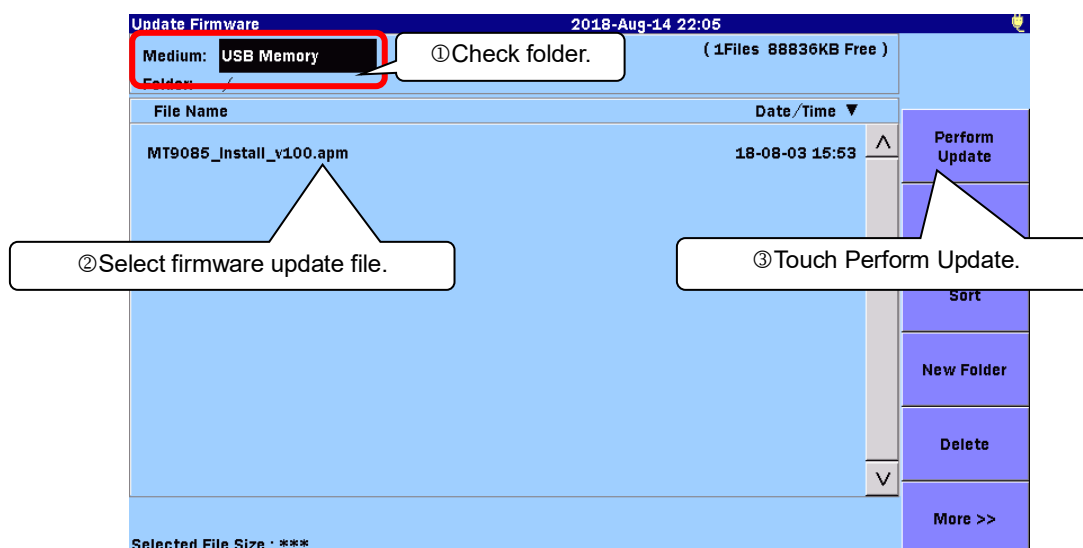 Update Firmware 2018-Aug-14 22:05
Medium: USB Memory
①Check folder.
( 1Files 88836KB Free )
Folder: /
File Name Date/Time ▼
MT9085_Install_v100.apm 18-08-03 15:53
Perform
Update
②Select firmware update file.
③Touch Perform Update.
Sort
New Folder
Delete
More >>
Selected File Size : ***